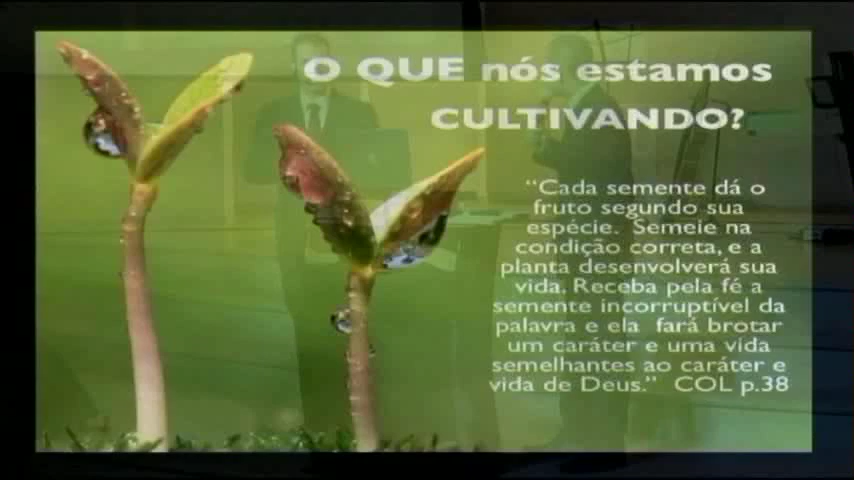 O QUE nós estamos
CULTIVANDO?
“Cada semente dá o
fruto segundo sua
espécie. Semeie na
condição correta, e a
planta desenvolverá sua
vida. Receba pela fé a
semente incorruptível da
palavra e ela fará brotar
um caráter e uma vida
semelhantes ao caráter e
vida de Deus.” COL p.38